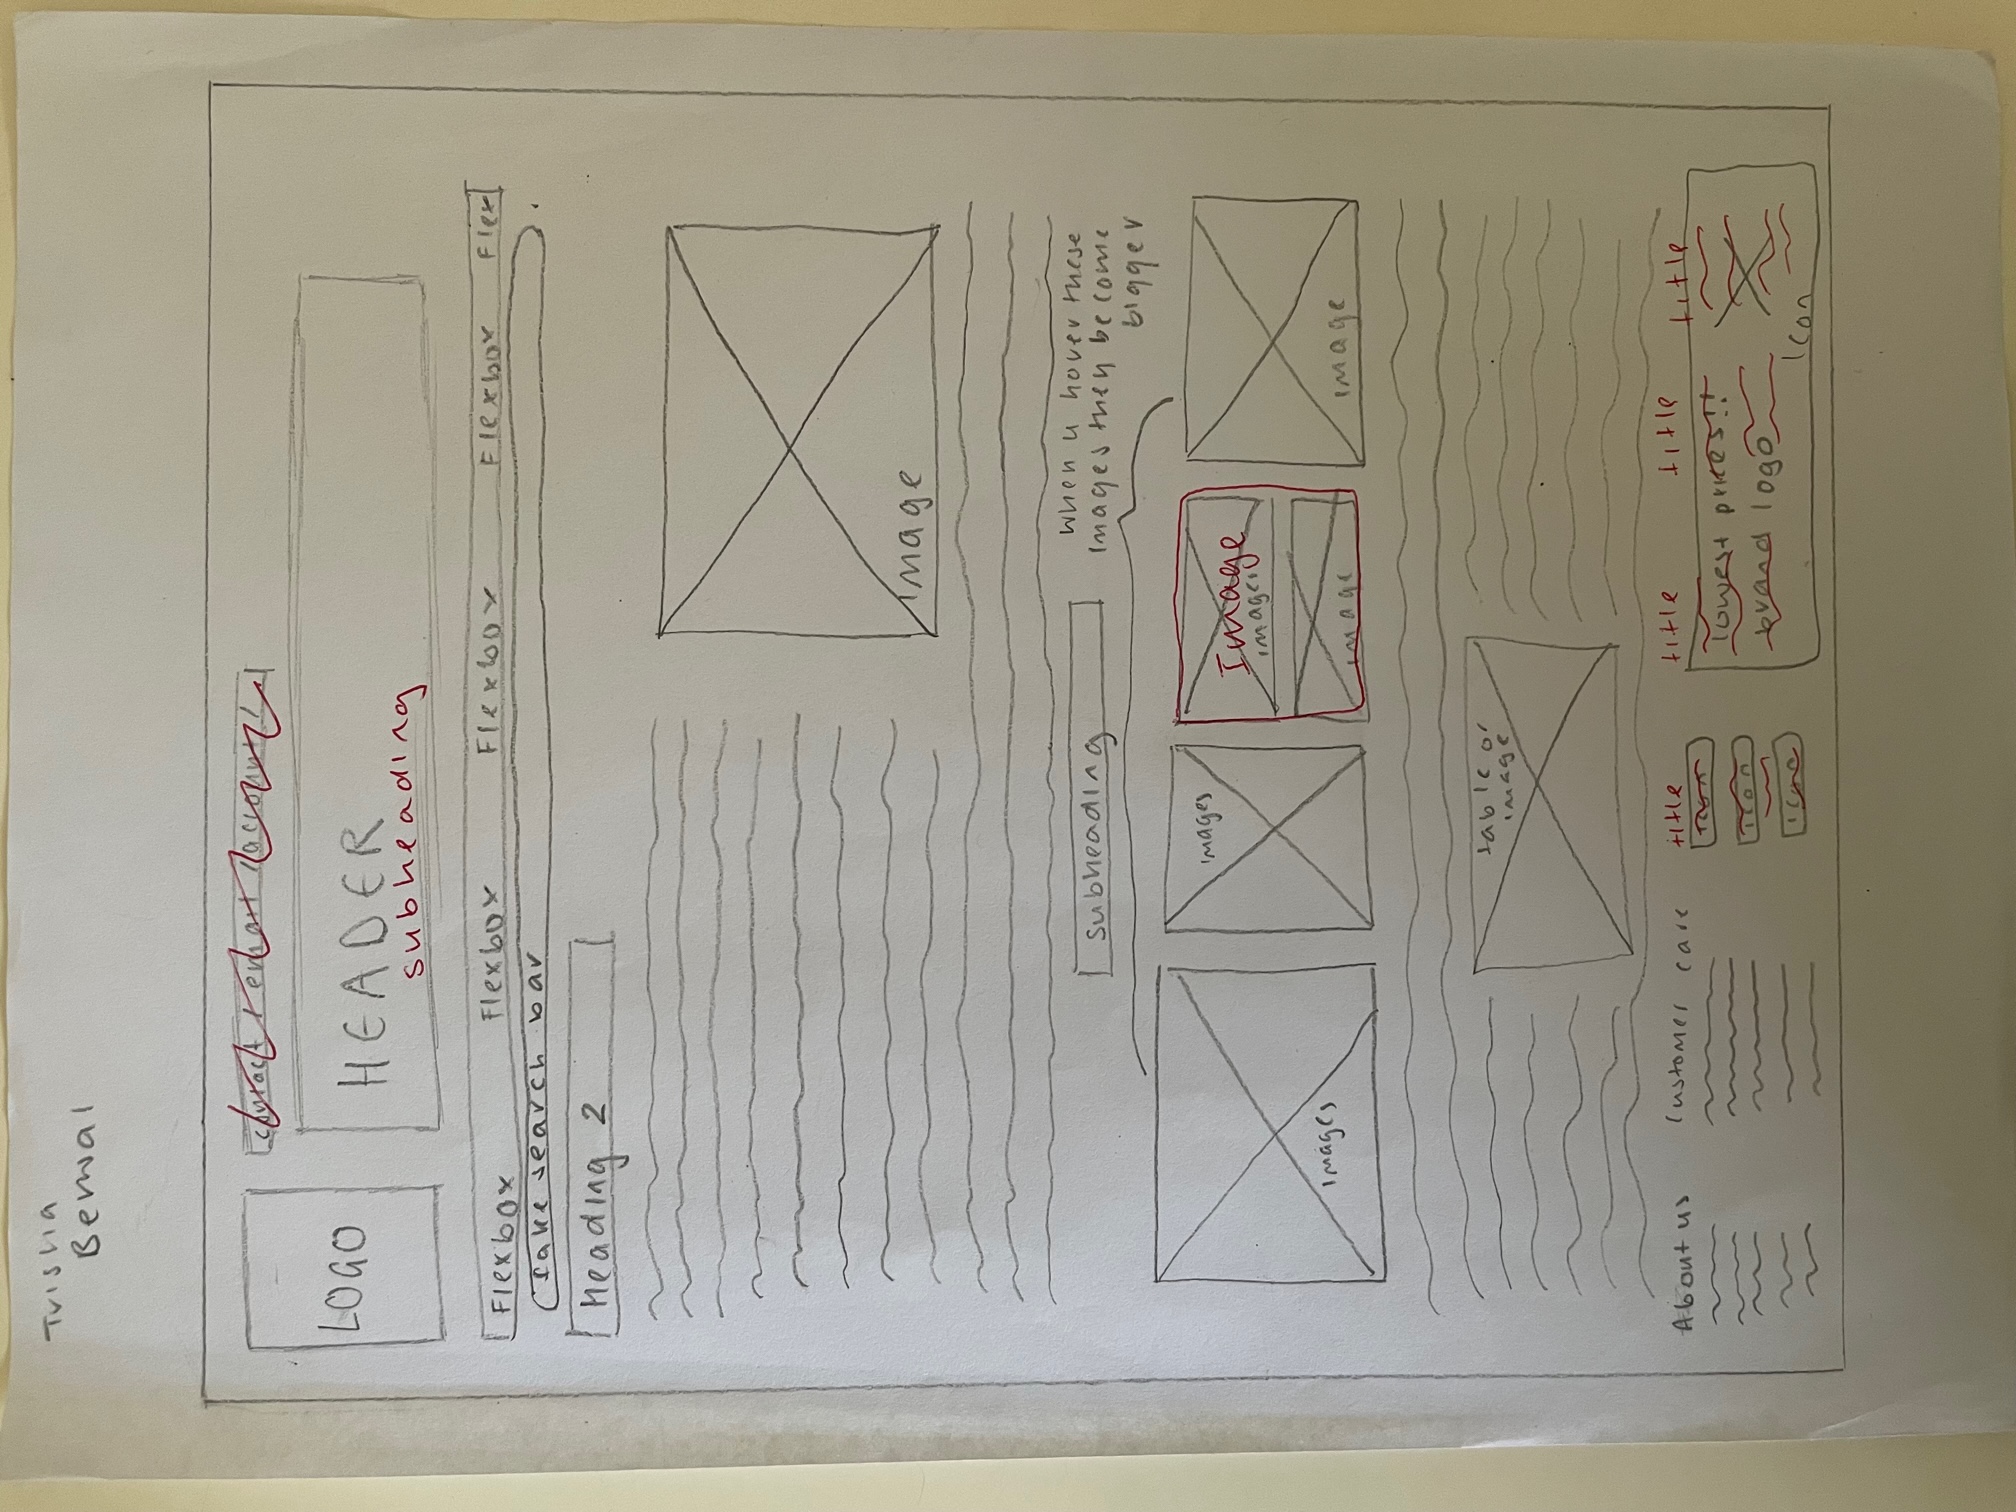 Trisha
Berwal
contact / email / account /
LOGO
HEADER
subheading
Flexbox Flexbox Flexbox Flexbox Flex
fake search bar
Heading 2
image
subheading
when u hover these
images they become
bigger
images
images
Image
images
image
image
table or
image
About us Customer care title title title title
icon
icon
icon
lowest prices!!
brand logo
Icon